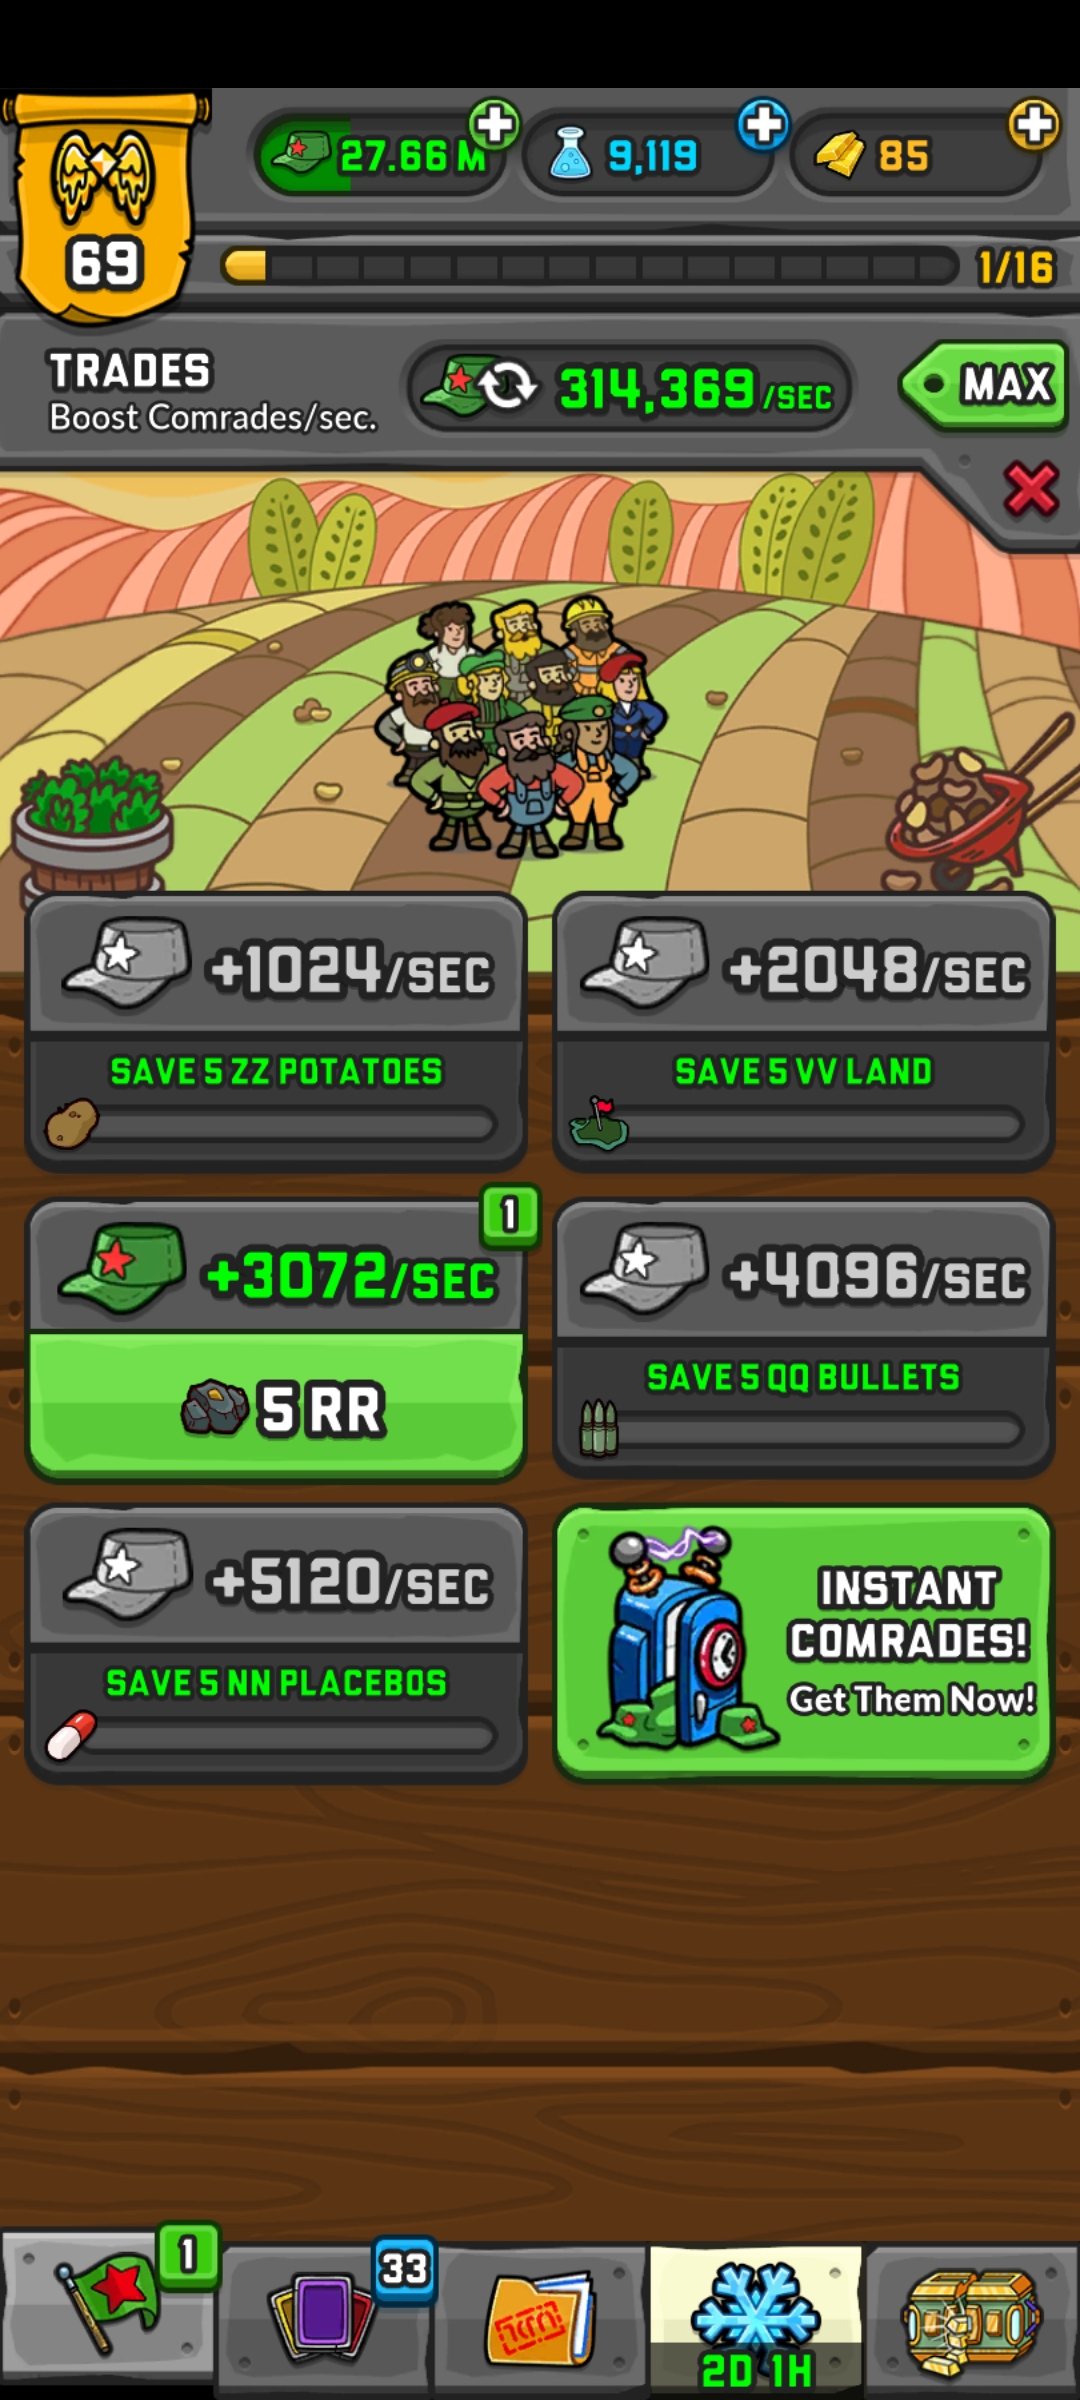 27.66 M
9,119
85
69
1/16
TRADES
Boost Comrades/sec.
314,369/SEC
MAX
+1024/SEC
SAVE 5 ZZ POTATOES
+2048/SEC
SAVE 5 VV LAND
1
+3072/SEC
5 RR
+4096/SEC
SAVE 5 QQ BULLETS
+5120/SEC
SAVE 5 NN PLACEBOS
INSTANT
COMRADES!
Get Them Now!
1
33
2D 1H